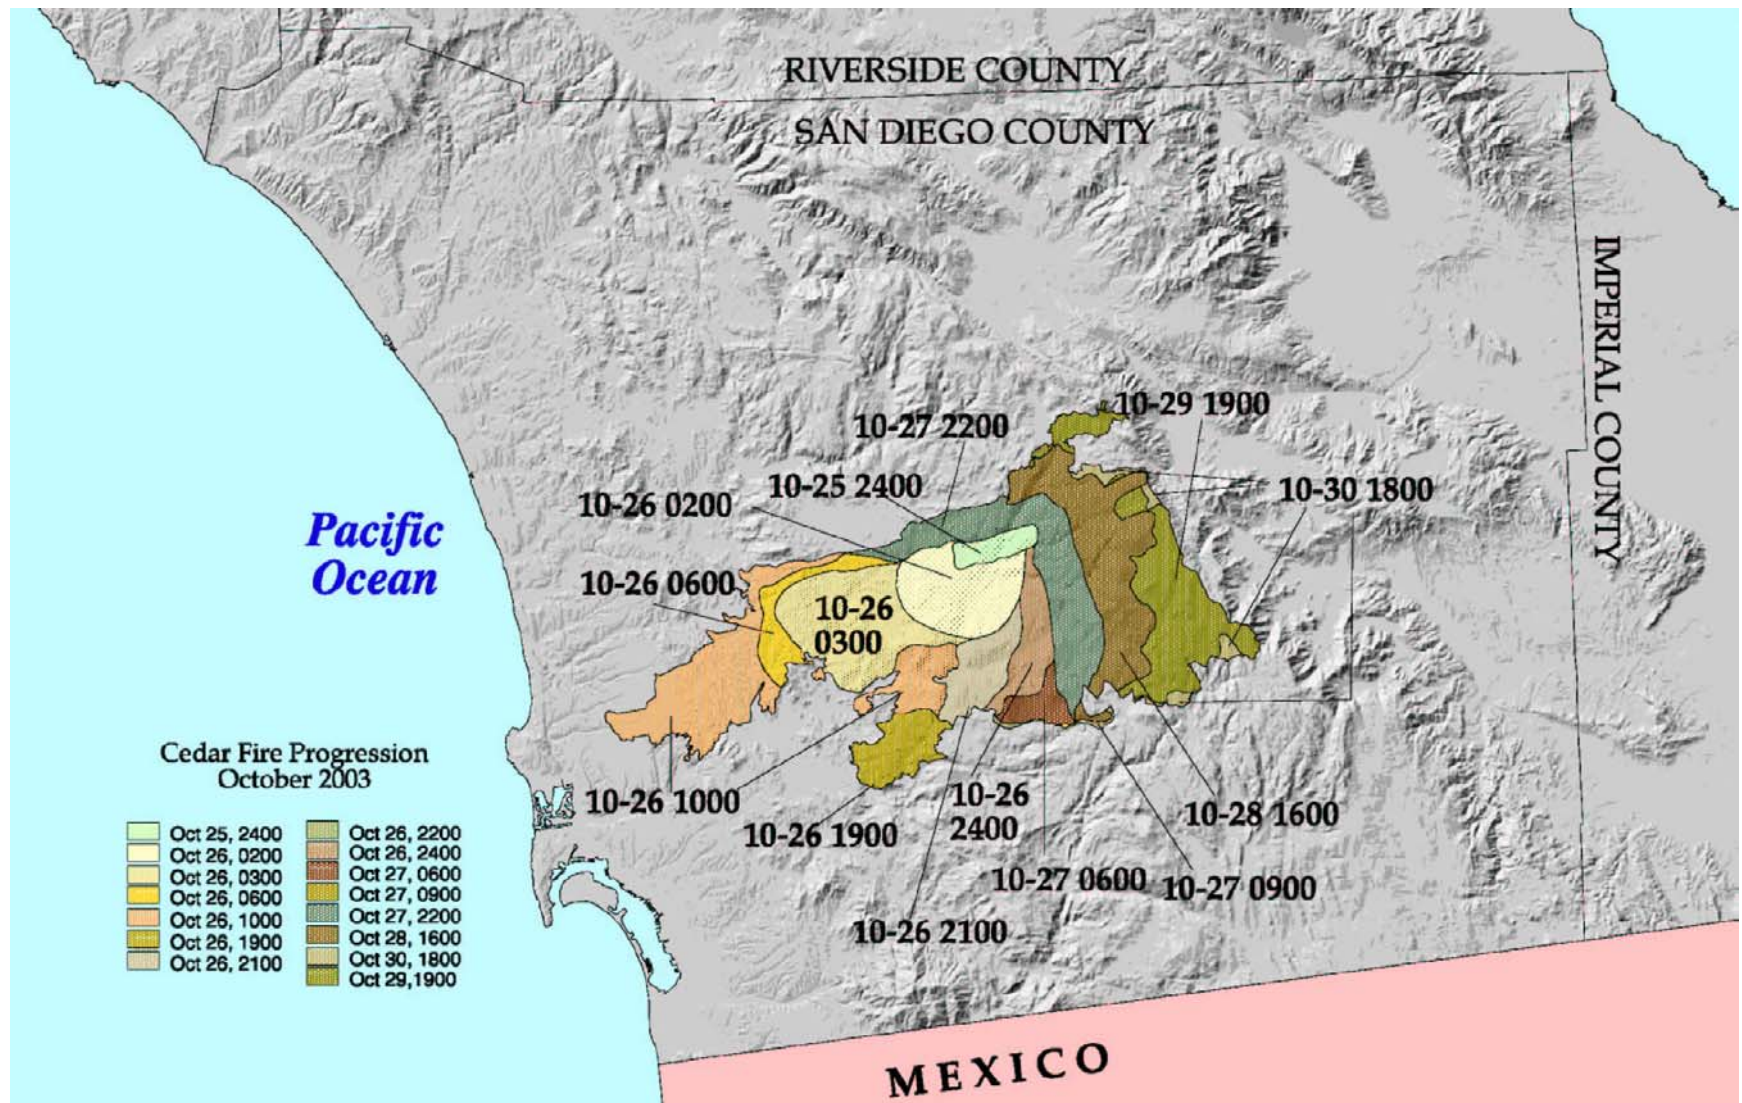 RIVERSIDE COUNTY
SAN DIEGO COUNTY
IMPERIAL COUNTY
10-29 1900
10-27 2200
10-25 2400
10-30 1800
10-26 0200
Pacific
Ocean
10-26 0600
10-26
0300
Cedar Fire Progression
October 2003
10-26 1000
10-26 1900
10-26
2400
10-28 1600
10-27 0600
10-27 0900
10-26 2100
Oct 25, 2400
Oct 26, 0200
Oct 26, 0300
Oct 26, 0600
Oct 26, 1000
Oct 26, 1900
Oct 26, 2100
Oct 26, 2200
Oct 26, 2400
Oct 27, 0600
Oct 27, 0900
Oct 27, 2200
Oct 28, 1600
Oct 30, 1800
Oct 29,1900
MEXICO